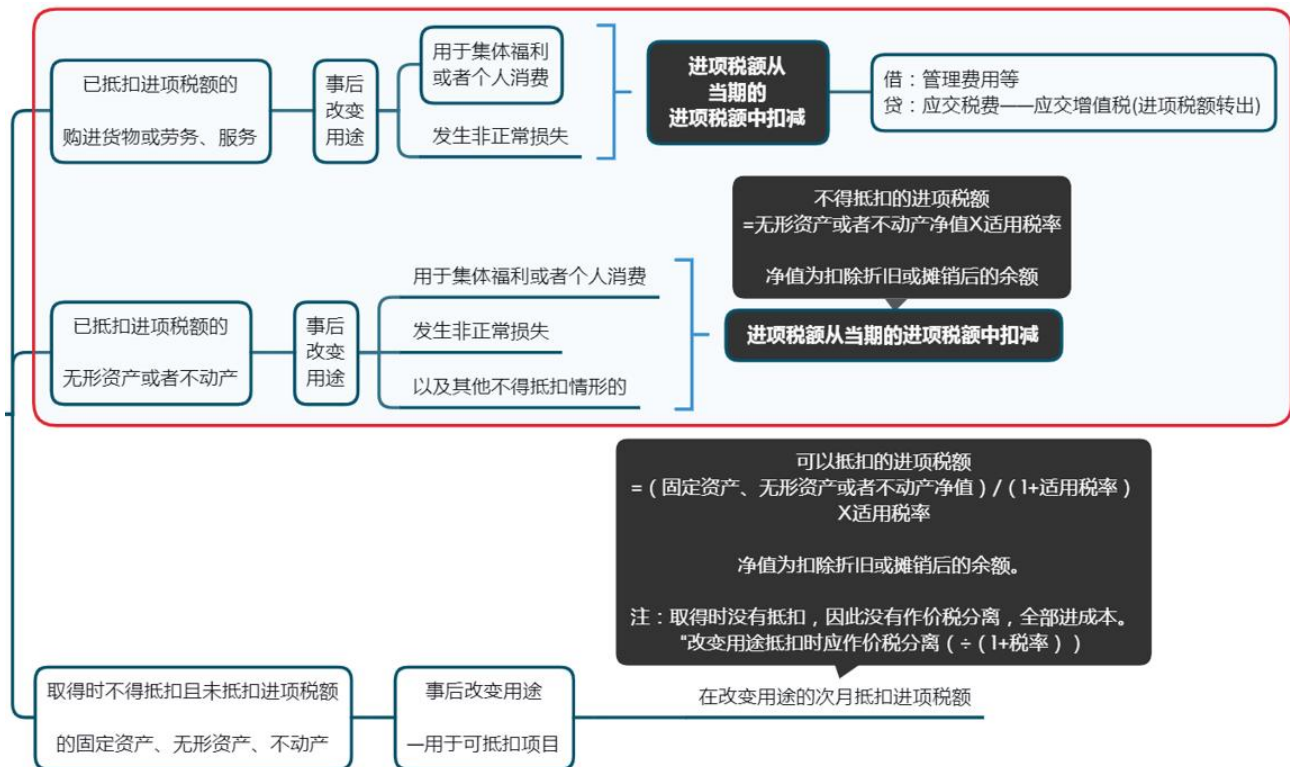 已抵扣进项税额的
购进货物或劳务、服务
事后
改变
用途
用于集体福利
或者个人消费
发生非正常损失
进项税额从
当期的
进项税额中扣减
借：管理费用等
贷：应交税费——应交增值税(进项税额转出)
不得抵扣的进项税额
=无形资产或者不动产净值X适用税率
净值为扣除折旧或摊销后的余额
已抵扣进项税额的
无形资产或者不动产
事后
改变
用途
用于集体福利或者个人消费
发生非正常损失
以及其他不得抵扣情形的
进项税额从当期的进项税额中扣减
可以抵扣的进项税额
=（固定资产、无形资产或者不动产净值）/（1+适用税率）
X适用税率
净值为扣除折旧或摊销后的余额。
注：取得时没有抵扣，因此没有作价税分离，全部进成本。
"改变用途抵扣时应作价税分离（÷（1+税率））
取得时不得抵扣且未抵扣进项税额
的固定资产、无形资产、不动产
事后改变用途
—用于可抵扣项目
在改变用途的次月抵扣进项税额